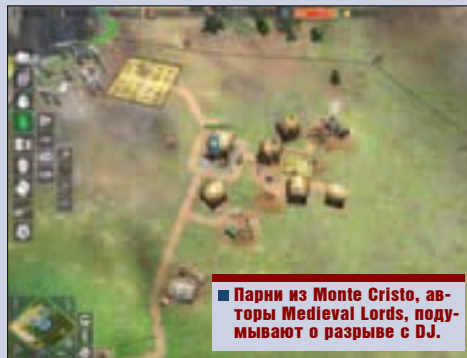 Парни из Monte Cristo, ав-
торы Medieval Lords, поду-
мывают о разрыве с DJ.